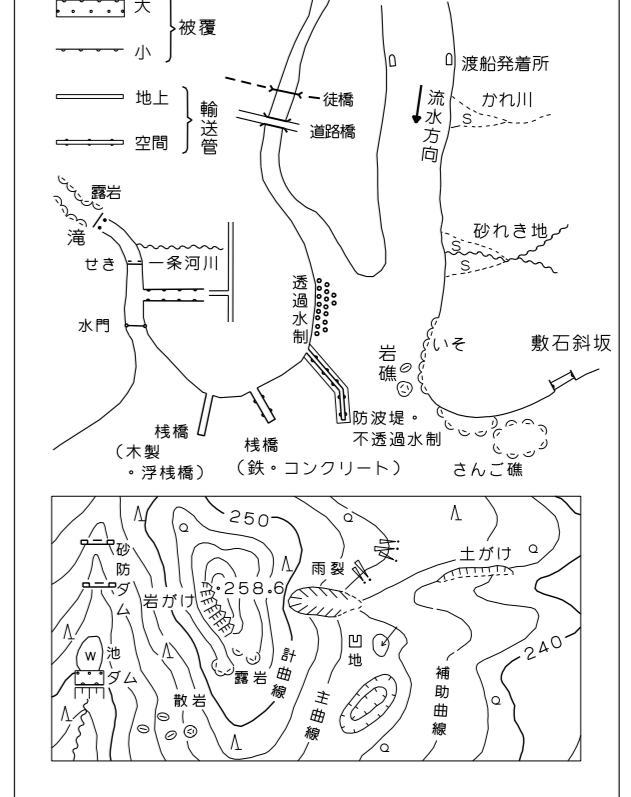 大
小
被覆
地上
空間
輸送管
徒橋
道路橋
渡船発着所
流水方向
かれ川
S
砂れき地
S
S
露岩
滝
せき
一条河川
水門
透過水制
岩礁
いそ
敷石斜坂
防波堤・
不透過水制
桟橋
(木製
・浮桟橋)
桟橋
(鉄・コンクリート)
さんご礁
250
砂防ダム
岩がけ
258.6
雨裂
土がけ
W
池
ダム
散岩
露岩
計曲線
主曲線
凹地
補助曲線
240